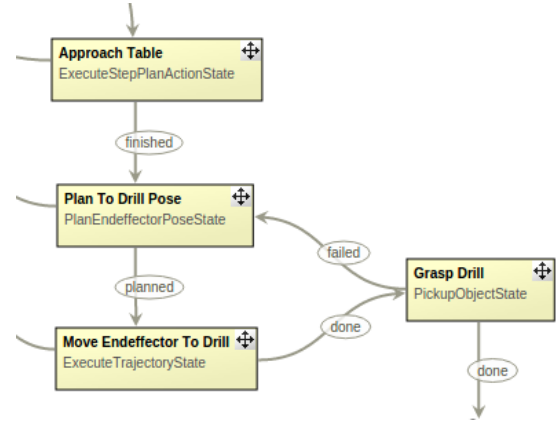 Approach Table
ExecuteStepPlanActionState
finished
Plan To Drill Pose
PlanEndeffectorPoseState
failed
Grasp Drill
PickupObjectState
planned
done
Move Endeffector To Drill
ExecuteTrajectoryState
done